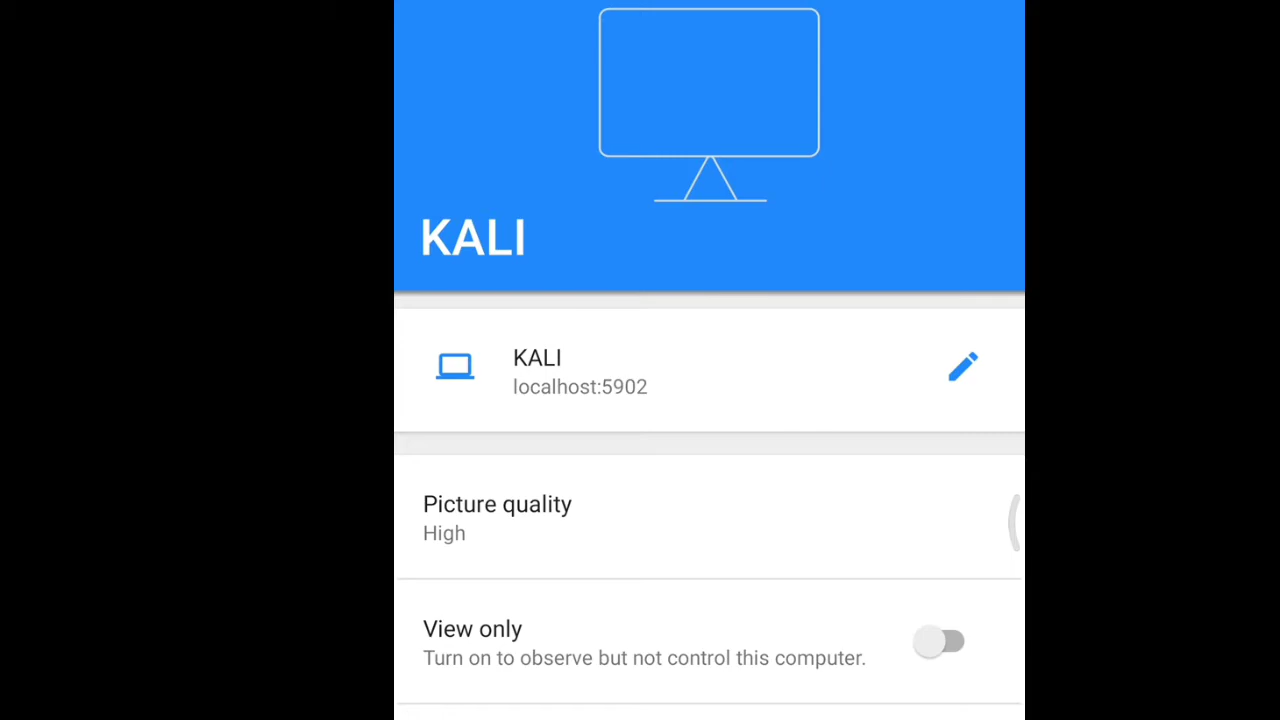 KALI
KALI
localhost:5902
Picture quality
High
View only
Turn on to observe but not control this computer.